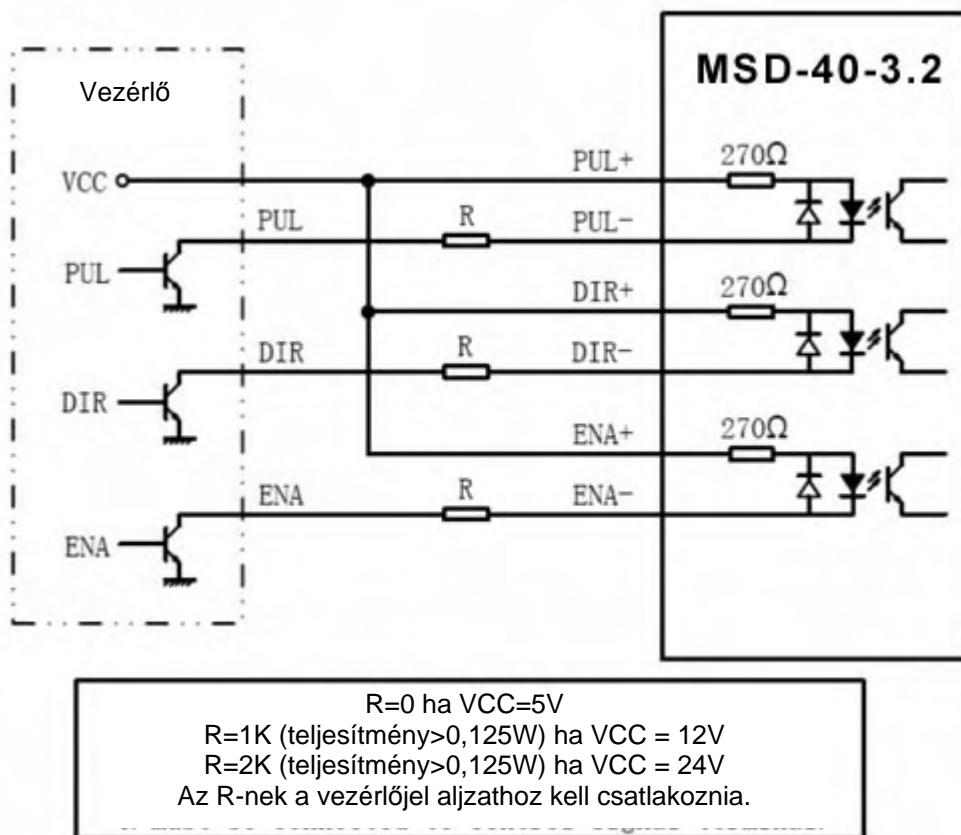 Vezérlő
MSD-40-3.2
VCC
PUL+
270Ω
PUL
R
PUL-
PUL
DIR+
270Ω
DIR
R
DIR-
DIR
ENA+
270Ω
ENA
R
ENA-
ENA
R=0 ha VCC=5V
R=1K (teljesítmény>0,125W) ha VCC = 12V
R=2K (teljesítmény>0,125W) ha VCC = 24V
Az R-nek a vezérlőjel aljzathoz kell csatlakoznia.